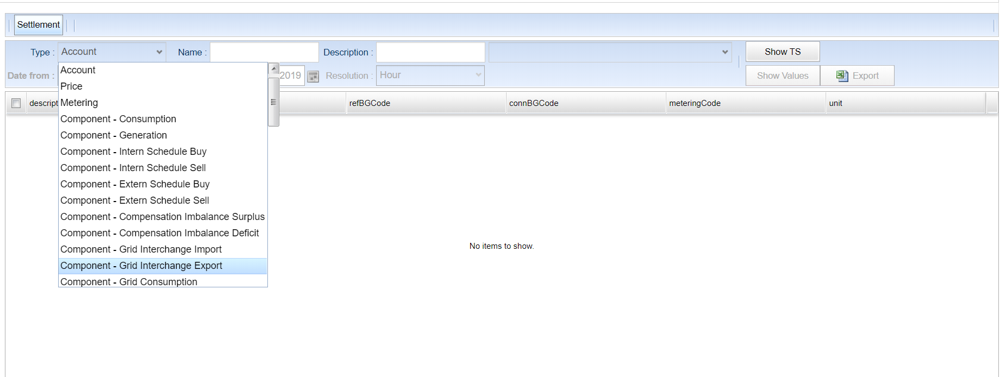 Settlement
Type : Account Name : Description : Show TS
Date from : 2019 Resolution : Hour Show Values Export
descript refBGCode connBGCode meteringCode unit
Account
Price
Metering
Component - Consumption
Component - Generation
Component - Intern Schedule Buy
Component - Intern Schedule Sell
Component - Extern Schedule Buy
Component - Extern Schedule Sell
Component - Compensation Imbalance Surplus
Component - Compensation Imbalance Deficit
Component - Grid Interchange Import
Component - Grid Interchange Export
Component - Grid Consumption
No items to show.